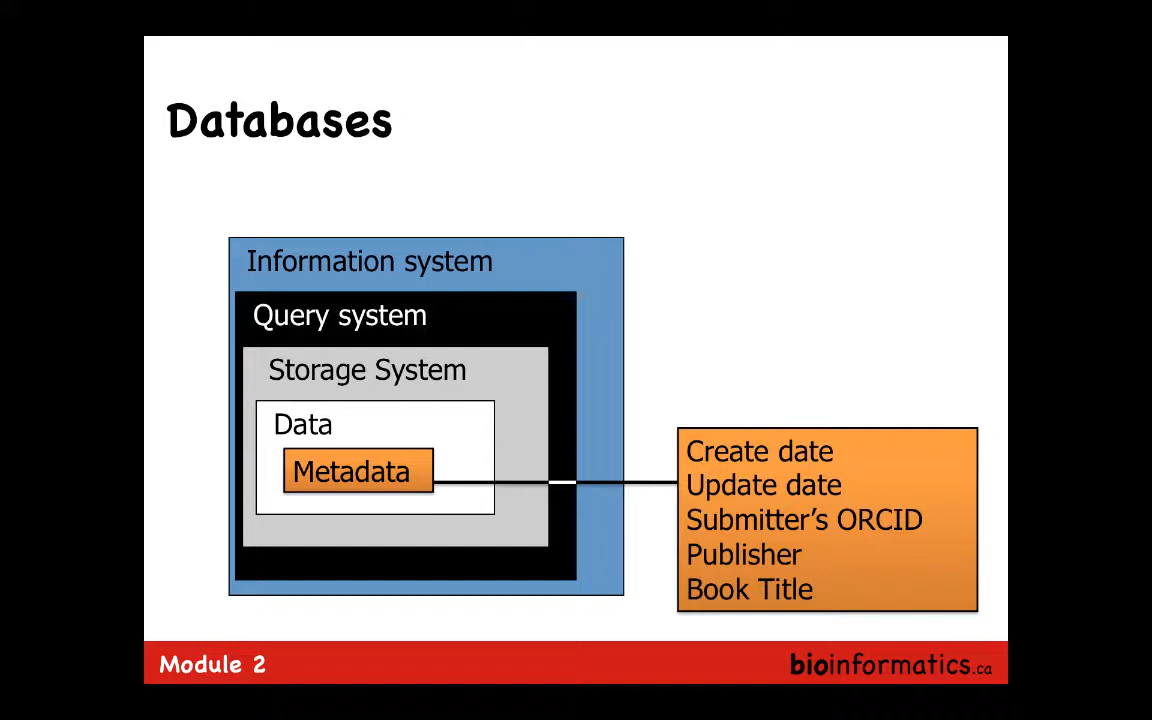 Databases
Information system
Query system
Storage System
Data
Metadata
Create date
Update date
Submitter’s ORCID
Publisher
Book Title
Module 2
bioinformatics.ca